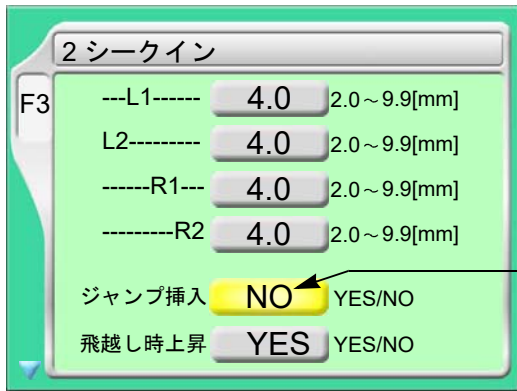 2 シークイン
F3
---L1------ 4.0 2.0～9.9[mm]
L2--------- 4.0 2.0～9.9[mm]
------R1--- 4.0 2.0～9.9[mm]
---------R2 4.0 2.0～9.9[mm]
ジャンプ挿入 NO YES/NO
飛越し時上昇 YES YES/NO